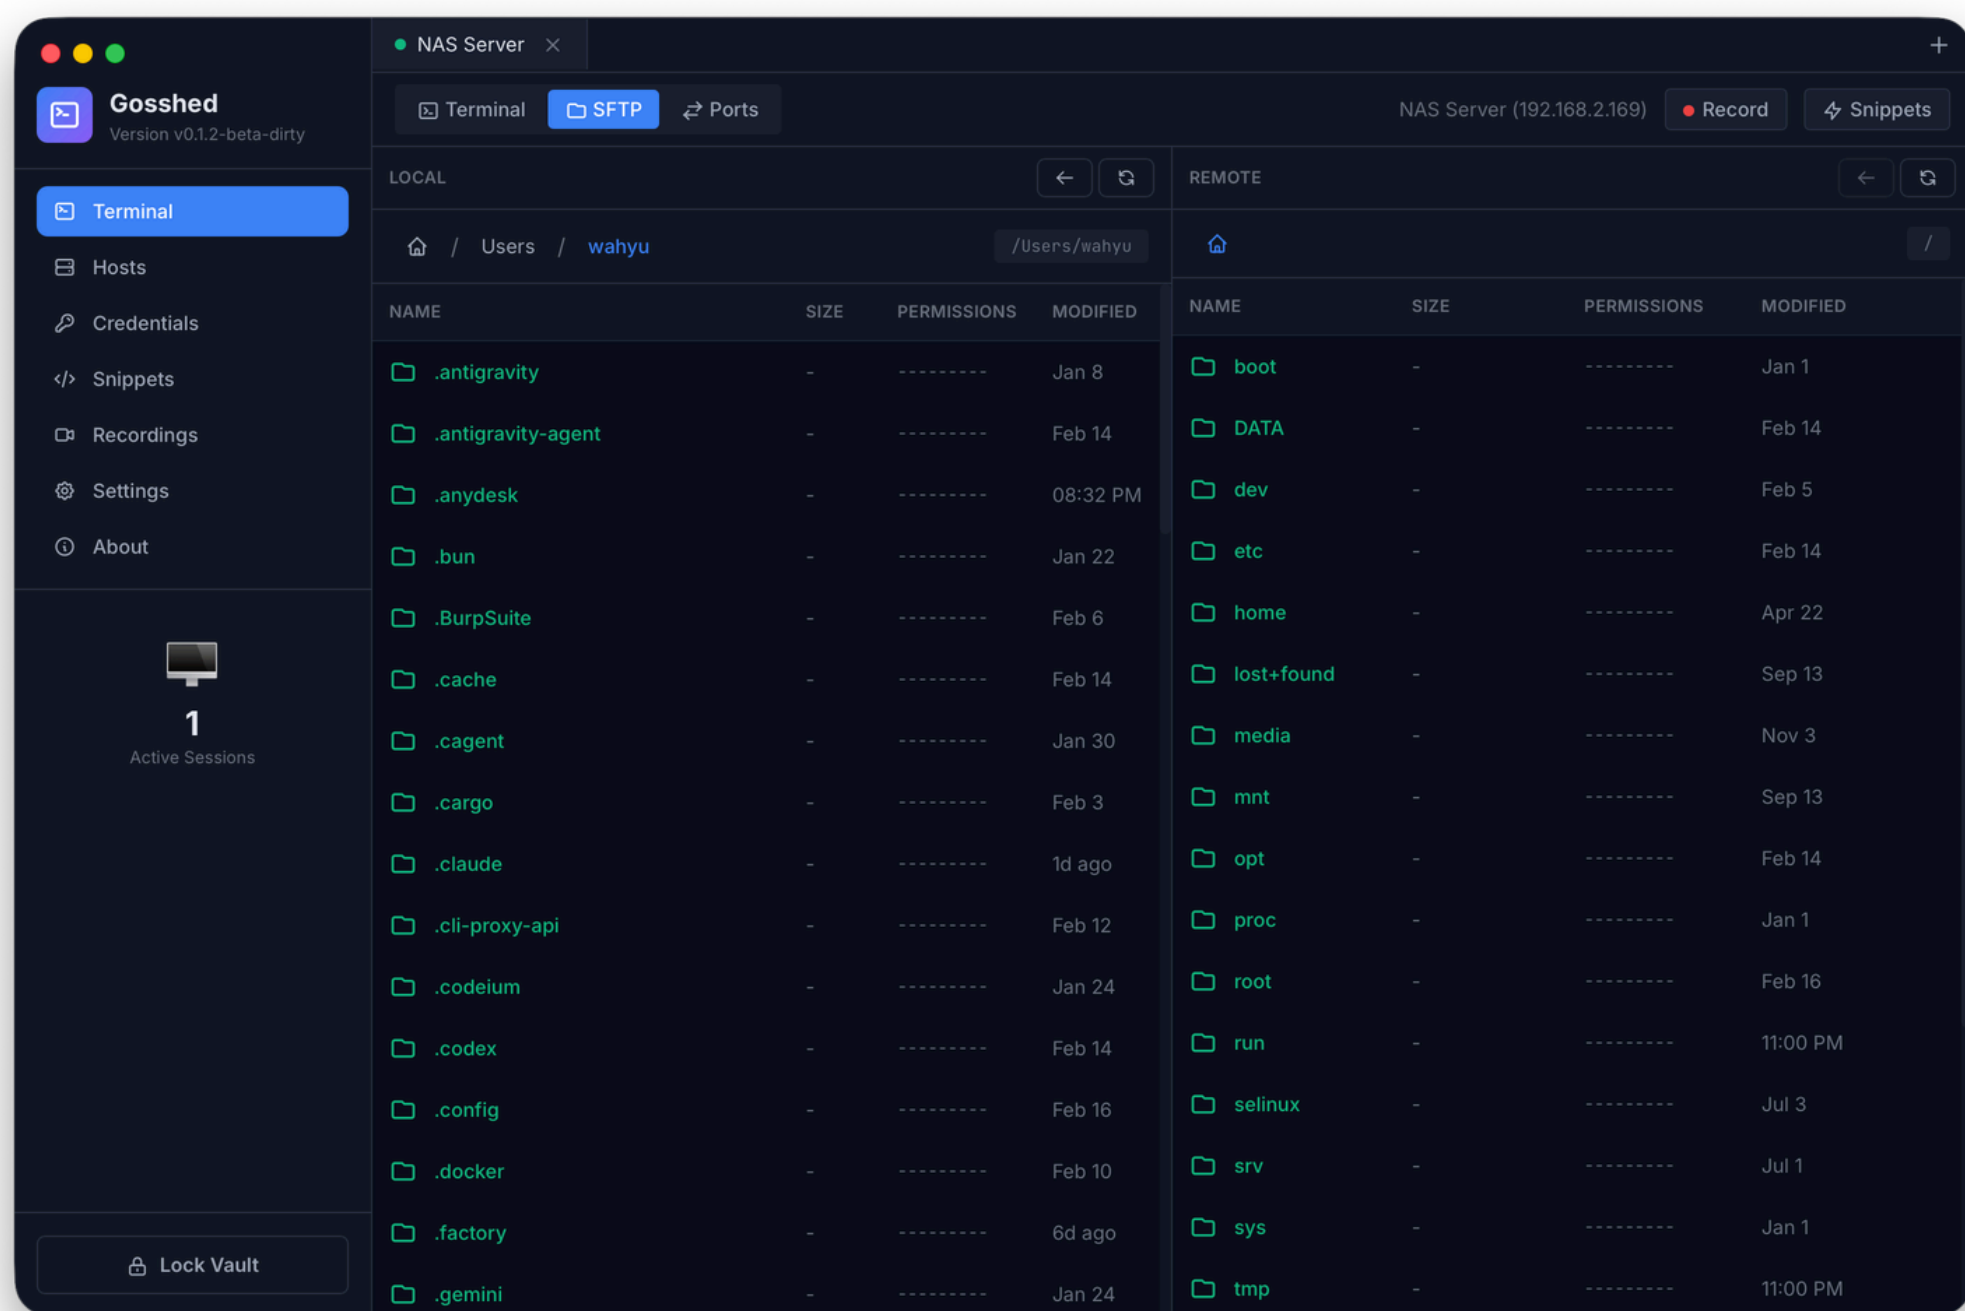 Gosshed
Version v0.1.2-beta-dirty
Terminal
Hosts
Credentials
Snippets
Recordings
Settings
About
1
Active Sessions
Lock Vault
NAS Server
Terminal SFTP Ports
NAS Server (192.168.2.169) Record Snippets
LOCAL
/ Users / wahyu /Users/wahyu
NAME SIZE PERMISSIONS MODIFIED
.antigravity - --------- Jan 8
.antigravity-agent - --------- Feb 14
.anydesk - --------- 08:32 PM
.bun - --------- Jan 22
.BurpSuite - --------- Feb 6
.cache - --------- Feb 14
.cagent - --------- Jan 30
.cargo - --------- Feb 3
.claude - --------- 1d ago
.cli-proxy-api - --------- Feb 12
.codeium - --------- Jan 24
.codex - --------- Feb 14
.config - --------- Feb 16
.docker - --------- Feb 10
.factory - --------- 6d ago
.gemini - --------- Jan 24
REMOTE
/
NAME SIZE PERMISSIONS MODIFIED
boot - --------- Jan 1
DATA - --------- Feb 14
dev - --------- Feb 5
etc - --------- Feb 14
home - --------- Apr 22
lost+found - --------- Sep 13
media - --------- Nov 3
mnt - --------- Sep 13
opt - --------- Feb 14
proc - --------- Jan 1
root - --------- Feb 16
run - --------- 11:00 PM
selinux - --------- Jul 3
srv - --------- Jul 1
sys - --------- Jan 1
tmp - --------- 11:00 PM